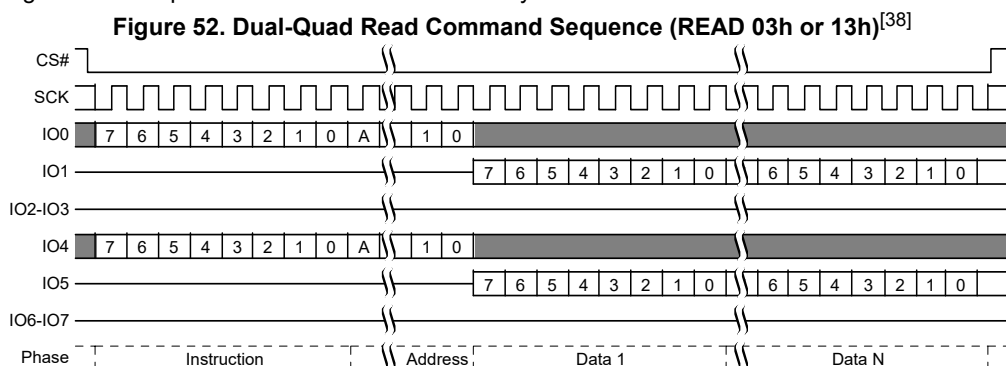 Figure 52. Dual-Quad Read Command Sequence (READ 03h or 13h)[38]
CS#
SCK
IO0 7 6 5 4 3 2 1 0 A 1 0
IO1 7 6 5 4 3 2 1 0 6 5 4 3 2 1 0
IO2-IO3
IO4 7 6 5 4 3 2 1 0 A 1 0
IO5 7 6 5 4 3 2 1 0 6 5 4 3 2 1 0
IO6-IO7
Phase Instruction Address Data 1 Data N